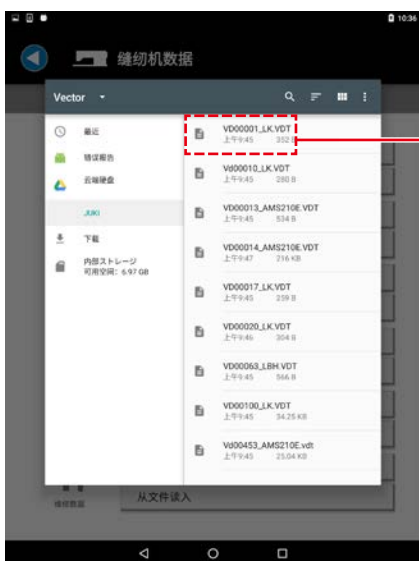 10:36
缝纫机数据
Vector
最近
错误报告
云端硬盘
JUKI
下载
内部ストレージ
可用空间: 6.97 GB
VD00001_LK.VDT
上午9:45 352 B
Vd00010_LK.VDT
上午9:45 280 B
VD00013_AMS210E.VDT
上午9:45 534 B
VD00014_AMS210E.VDT
上午9:47 216 KB
VD00017_LK.VDT
上午9:45 259 B
VD00020_LK.VDT
上午9:46 304 B
VD00063_LBH.VDT
上午9:45 566 B
VD00100_LK.VDT
上午9:45 34.25 KB
Vd00453_AMS210E.vdt
上午9:45 25.04 KB
从文件读入